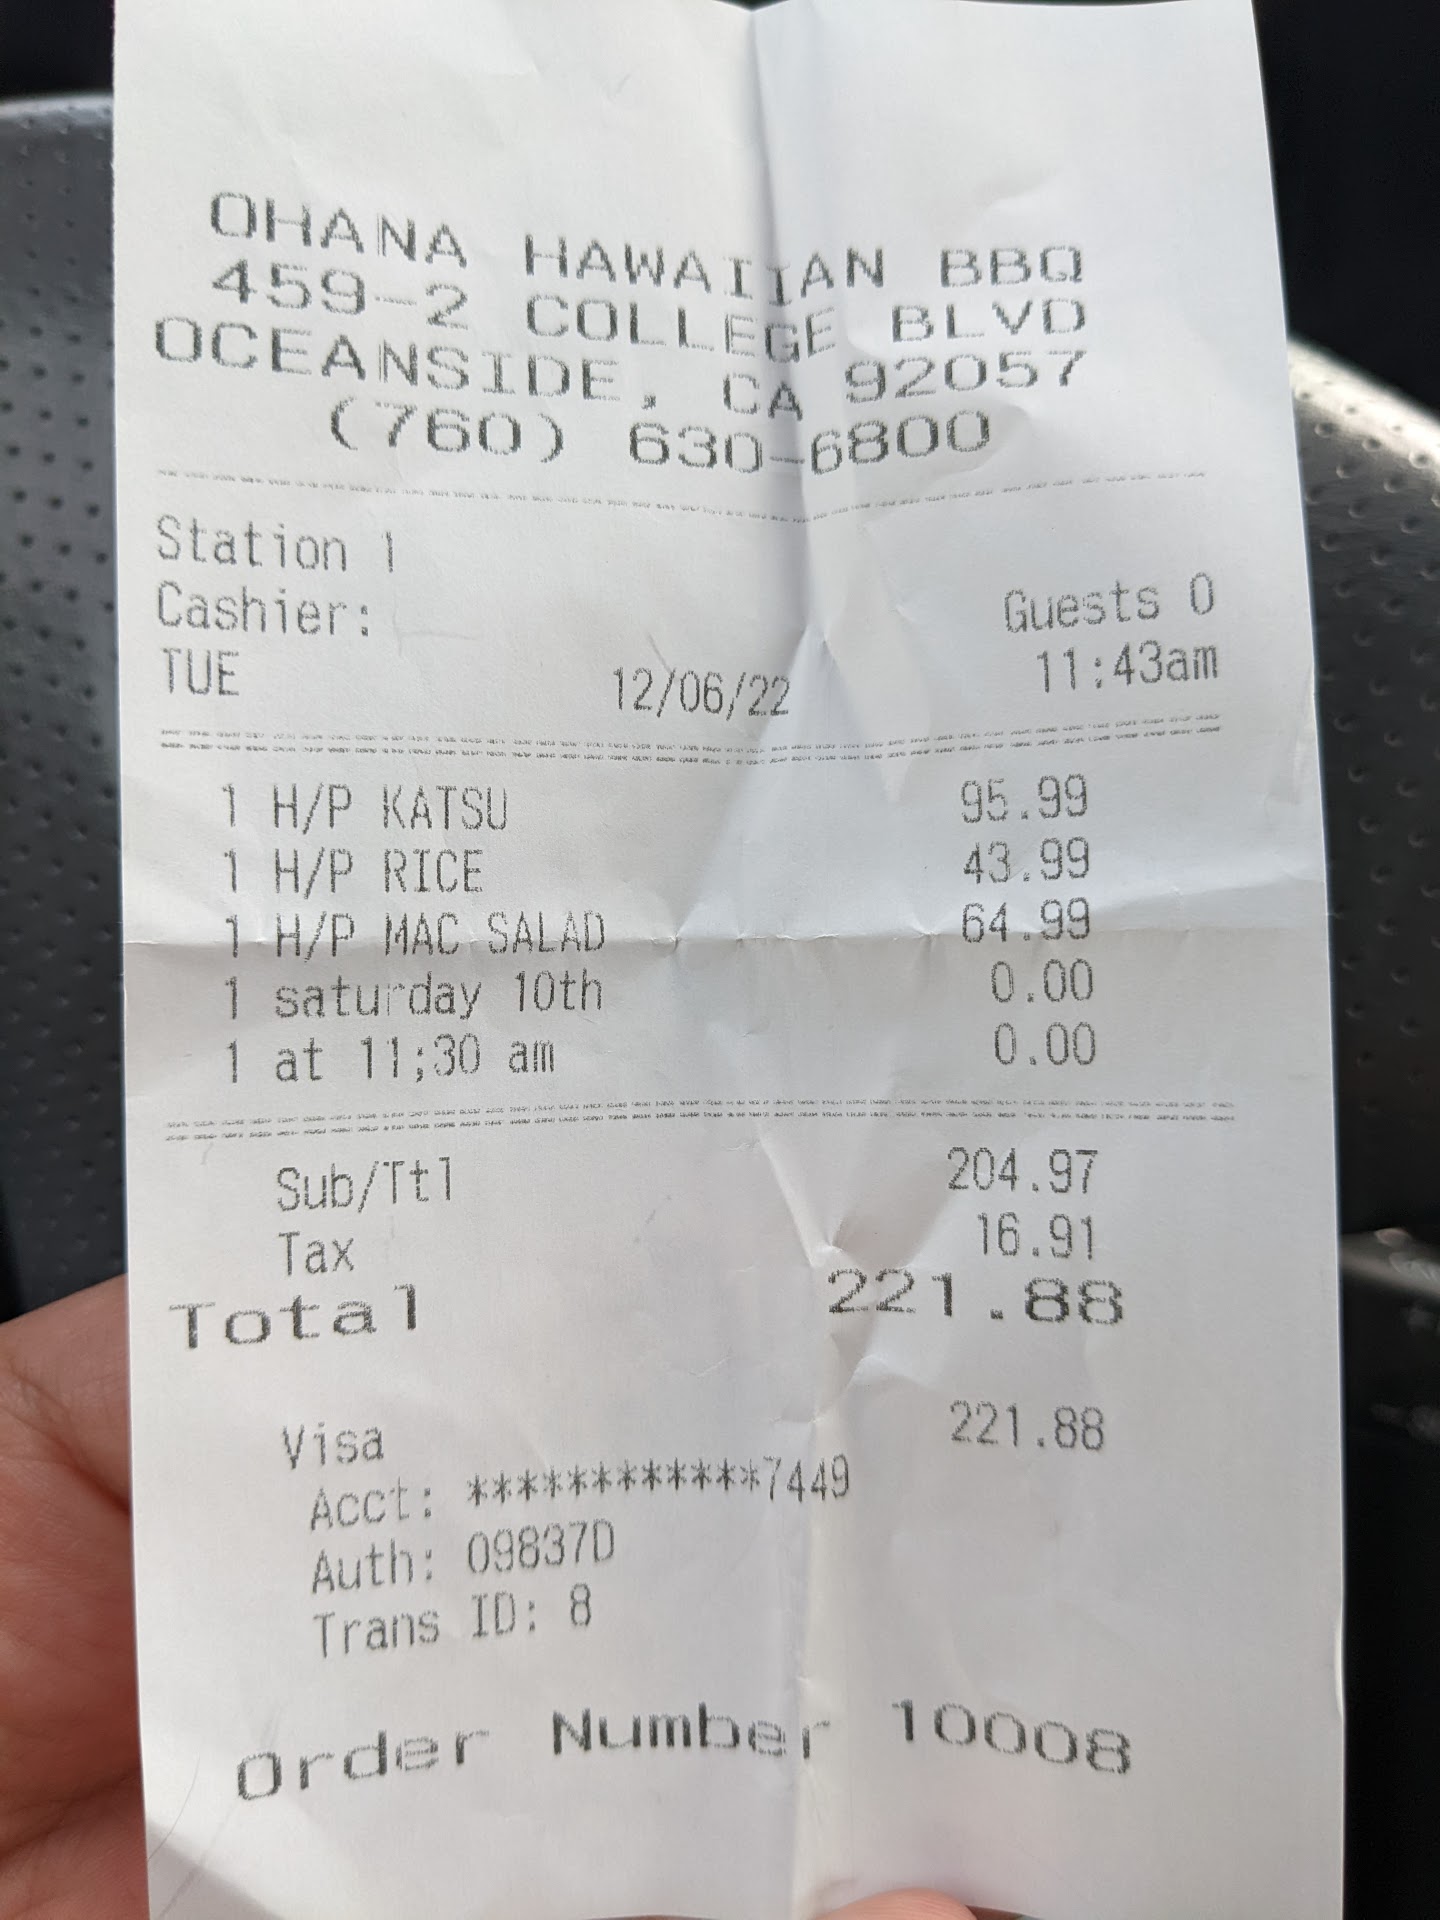 OHANA HAWAIIAN BBQ
459-2 COLLEGE BLVD
OCEANSIDE, CA 92057
(760) 630-6800
Station 1
Cashier: Guests 0
TUE 12/06/22 11:43am
1 H/P KATSU 95.99
1 H/P RICE 43.99
1 H/P MAC SALAD 64.99
1 saturday 10th 0.00
1 at 11;30 am 0.00
Sub/Ttl 204.97
Tax 16.91
Total 221.88
Visa 221.88
Acct: ************7449
Auth: 09837D
Trans ID: 8
Order Number 10008